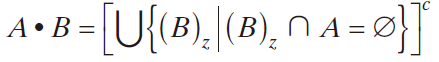 A • B = [⋃{(B)_z | (B)_z ∩ A = ∅}]^c